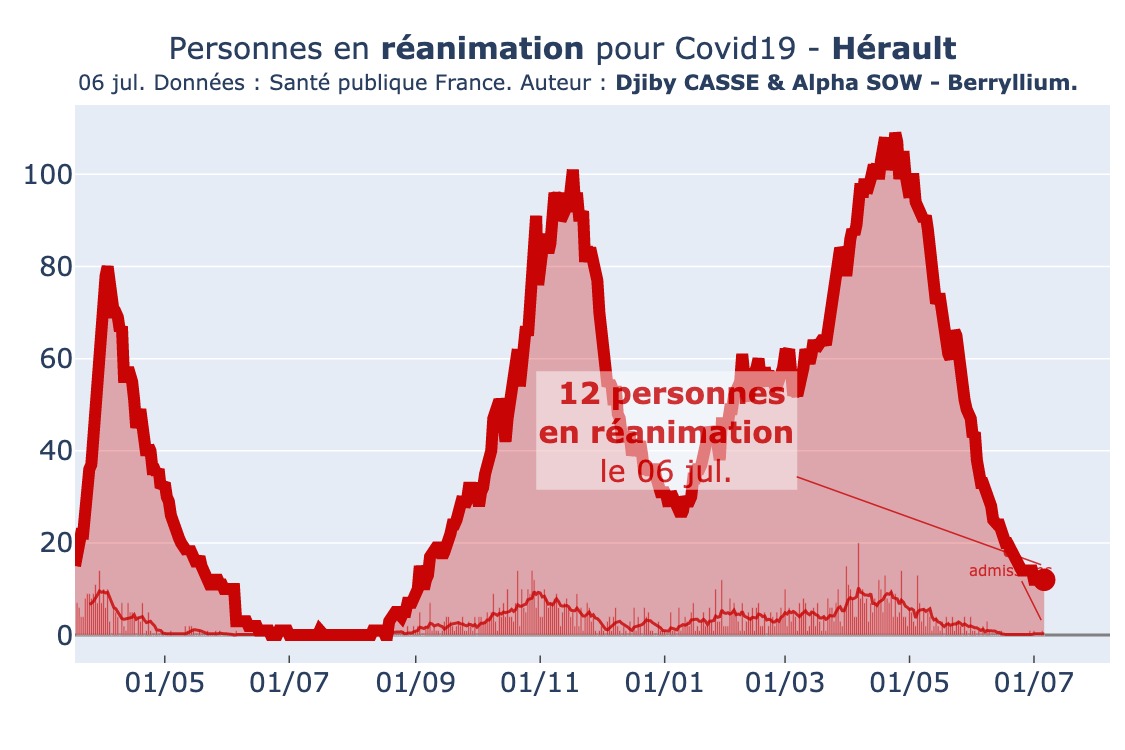 Personnes en réanimation pour Covid19 - Hérault
06 jul. Données : Santé publique France. Auteur : Djiby CASSE & Alpha SOW - Berryllium.
100
80
60
40
20
0
12 personnes
en réanimation
le 06 jul.
01/05
01/07
01/09
01/11
01/01
01/03
01/05
01/07